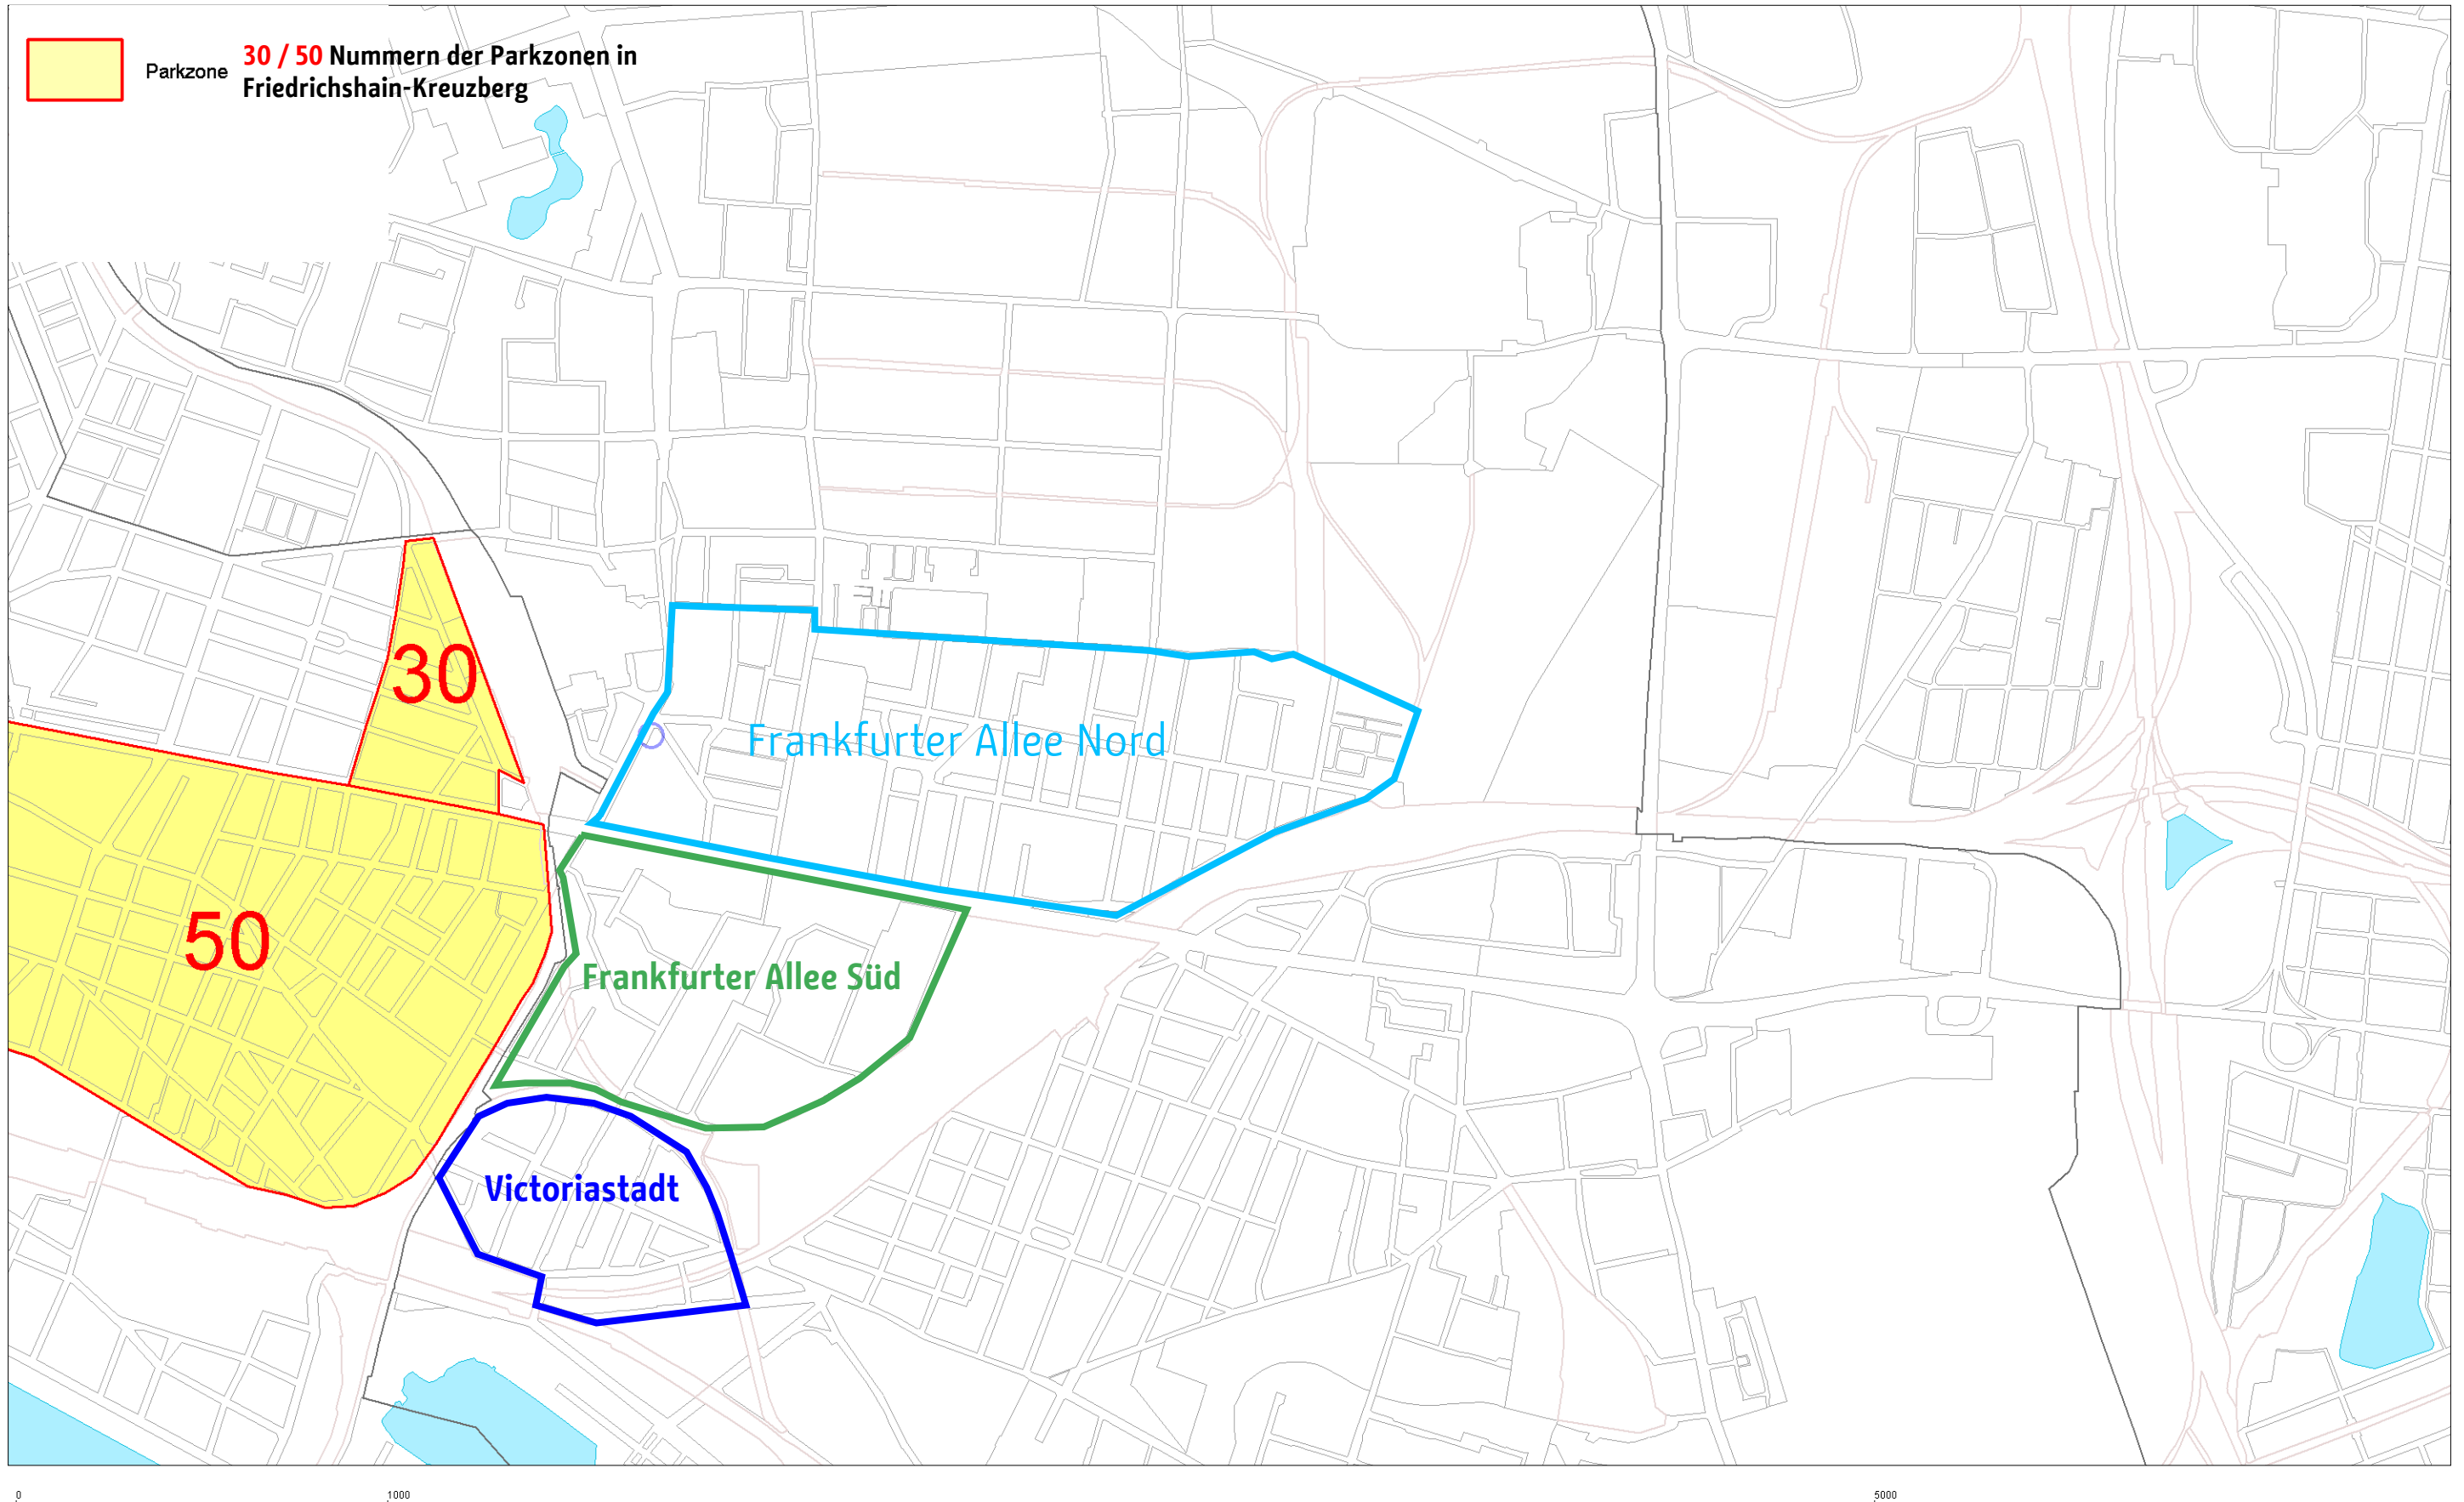 Parkzone
30 / 50 Nummern der Parkzonen in
Friedrichshain-Kreuzberg
30
Frankfurter Allee Nord
50
Frankfurter Allee Süd
Victoriastadt
0
1000
5000